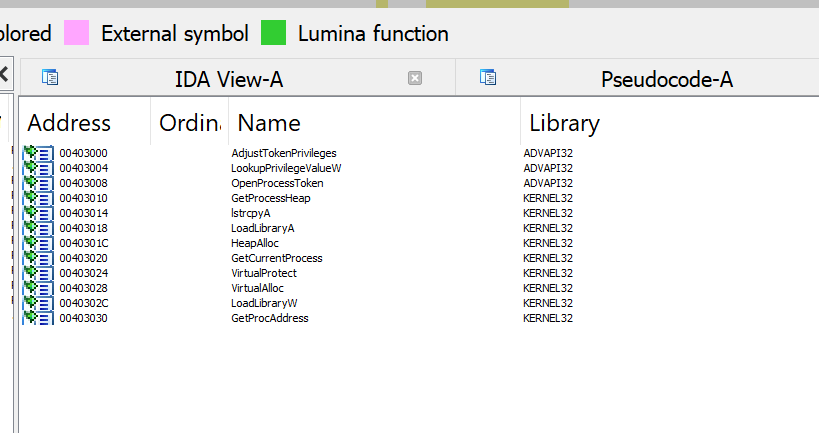 olored External symbol Lumina function
IDA View-A Pseudocode-A
Address Ordina Name Library
00403000 AdjustTokenPrivileges ADVAPI32
00403004 LookupPrivilegeValueW ADVAPI32
00403008 OpenProcessToken ADVAPI32
00403010 GetProcessHeap KERNEL32
00403014 lstrcpyA KERNEL32
00403018 LoadLibraryA KERNEL32
0040301C HeapAlloc KERNEL32
00403020 GetCurrentProcess KERNEL32
00403024 VirtualProtect KERNEL32
00403028 VirtualAlloc KERNEL32
0040302C LoadLibraryW KERNEL32
00403030 GetProcAddress KERNEL32